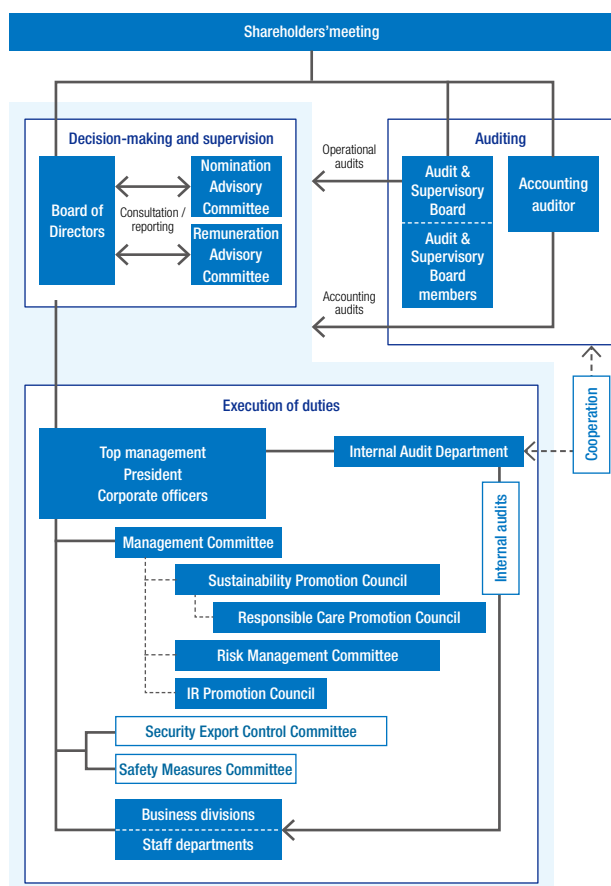 Shareholders'meeting
Decision-making and supervision
Board of
Directors
Consultation /
reporting
Nomination
Advisory
Committee
Remuneration
Advisory
Committee
Operational
audits
Accounting
audits
Auditing
Audit &
Supervisory
Board
Audit &
Supervisory
Board
members
Accounting
auditor
Cooperation
Execution of duties
Top management
President
Corporate officers
Internal Audit Department
Internal audits
Management Committee
Sustainability Promotion Council
Responsible Care Promotion Council
Risk Management Committee
IR Promotion Council
Security Export Control Committee
Safety Measures Committee
Business divisions
Staff departments